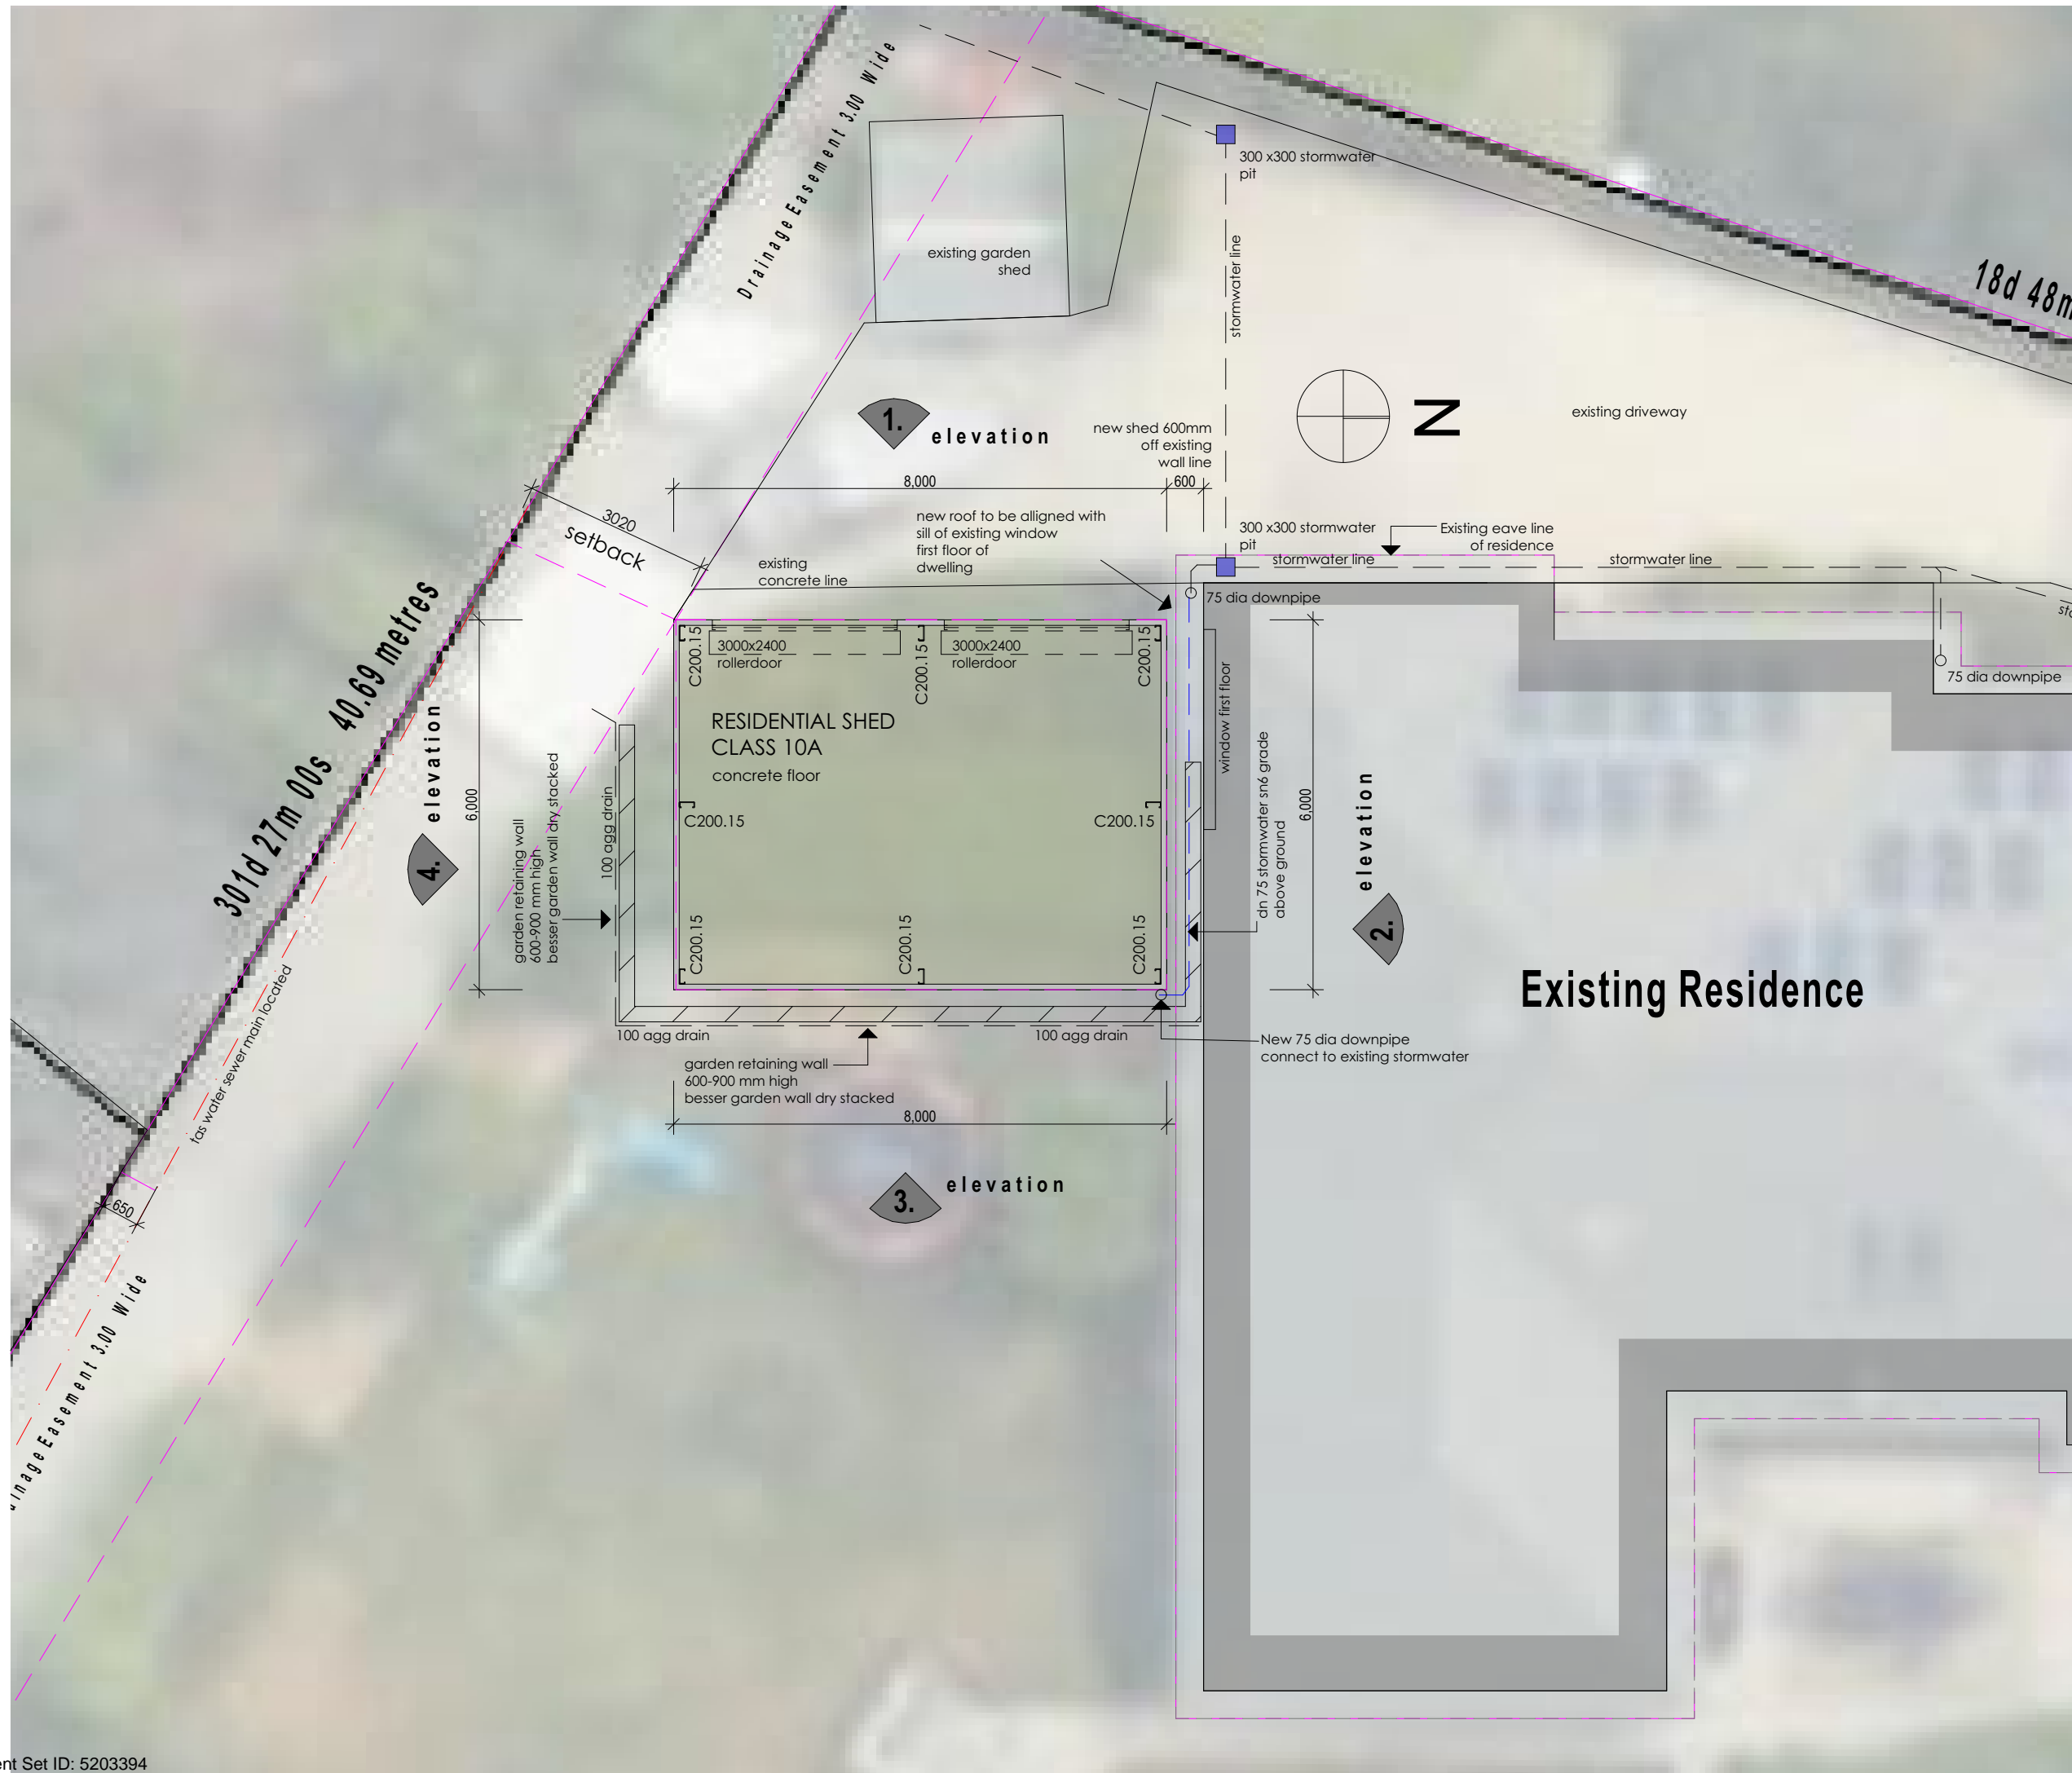 Drainage Easement 3.00 Wide
300 x300 stormwater
pit
existing garden
shed
stormwater line
18d 48m
1.
elevation
new shed 600mm
off existing
wall line
N
existing driveway
8,000
600
3020
setback
new roof to be alligned with
sill of existing window
first floor of
dwelling
existing
concrete line
300 x300 stormwater
pit
stormwater line
Existing eave line
of residence
stormwater line
75 dia downpipe
75 dia downpipe
301d 27m 00s 40.69 metres
C200.15
3000x2400
rollerdoor
C200.15
3000x2400
rollerdoor
C200.15
RESIDENTIAL SHED
CLASS 10A
concrete floor
window first floor
elevation
4.
6,000
garden retaining wall
600-900 mm high
besser garden wall dry stacked
100 agg drain
C200.15
C200.15
dn 75 stormwater sn6 grade
above ground
6,000
elevation
2.
C200.15
C200.15
C200.15
Existing Residence
tas water sewer main located
100 agg drain
100 agg drain
New 75 dia downpipe
connect to existing stormwater
garden retaining wall
600-900 mm high
besser garden wall dry stacked
8,000
3.
elevation
650
inage Easement 3.00 Wide
ent Set ID: 5203394